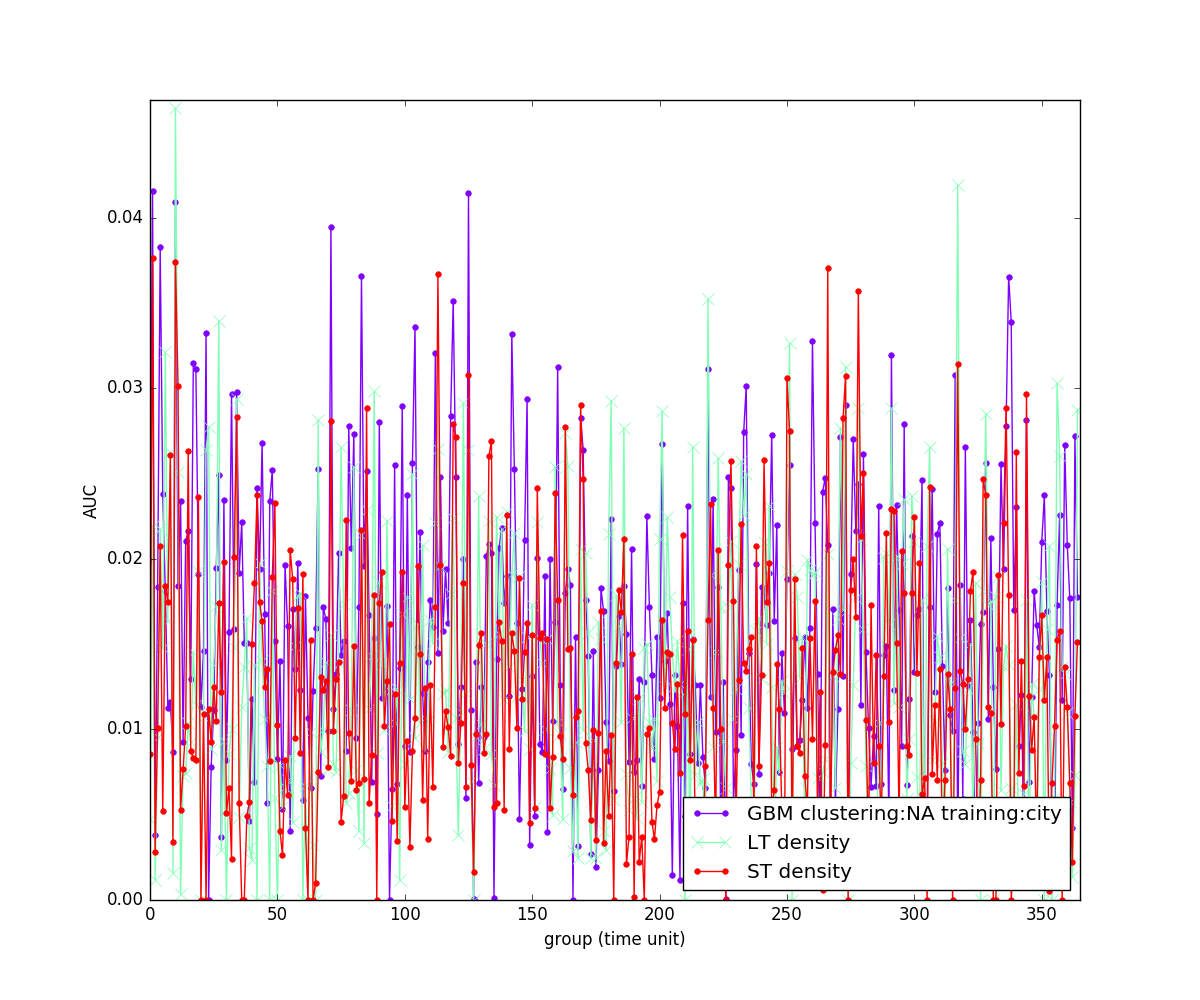 0.04
0.03
AUC
0.02
0.01
GBM clustering:NA training:city
LT density
ST density
0.00
0 50 100 150 200 250 300 350
group (time unit)